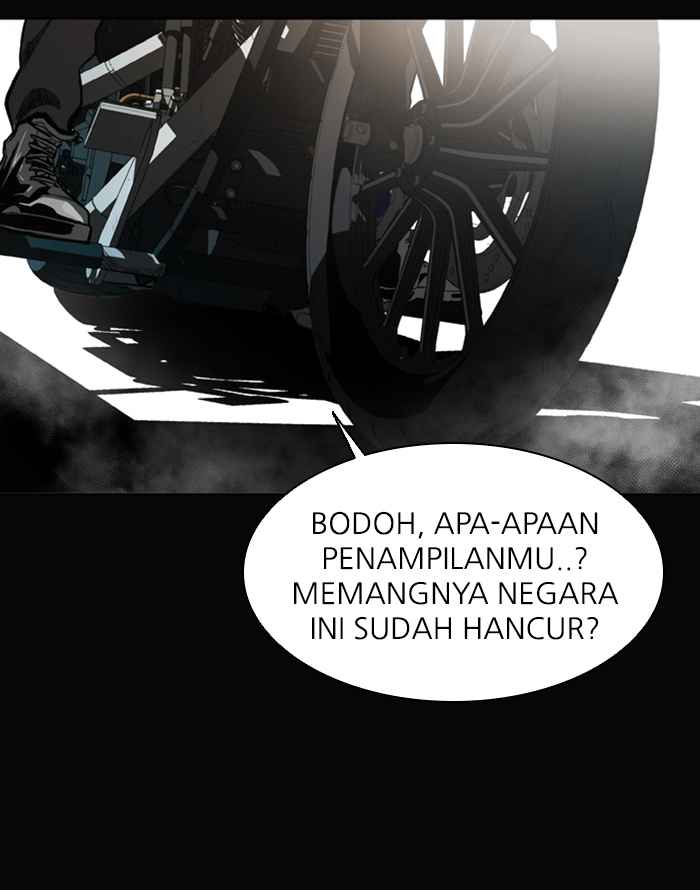 BODOH, APA-APAAN
PENAMPILANMU..?
MEMANGNYA NEGARA
INI SUDAH HANCUR?